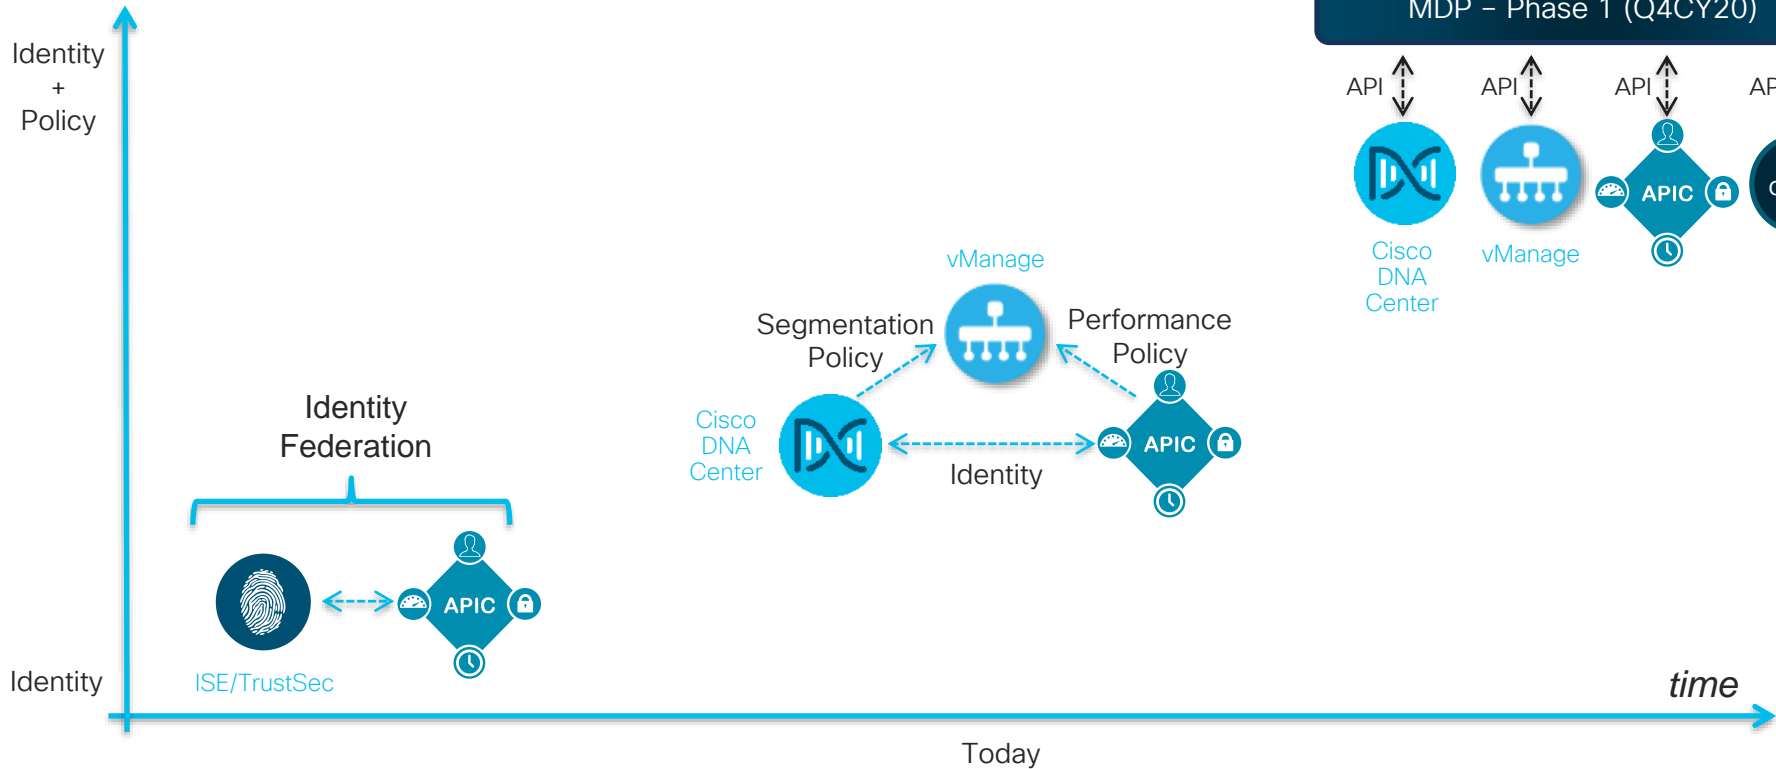 MDP – Phase 1 (Q4CY20)
Identity
+
Policy
API
API
API
APIC
Cisco
DNA
Center
vManage
vManage
Segmentation
Policy
Performance
Policy
Cisco
DNA
Center
APIC
Identity
Identity
Federation
APIC
ISE/TrustSec
Identity
time
Today